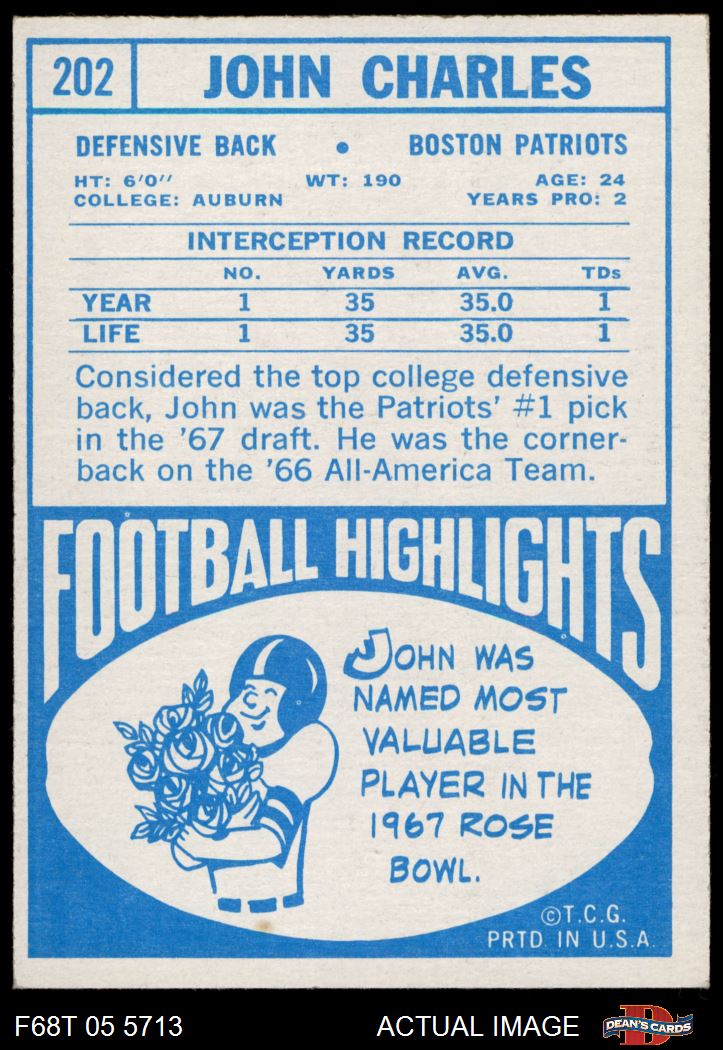 202 JOHN CHARLES
DEFENSIVE BACK • BOSTON PATRIOTS
HT: 6'0" WT: 190 AGE: 24
COLLEGE: AUBURN YEARS PRO: 2
INTERCEPTION RECORD
NO. YARDS AVG. TDs
YEAR 1 35 35.0 1
LIFE 1 35 35.0 1
Considered the top college defensive
back, John was the Patriots' #1 pick
in the '67 draft. He was the corner-
back on the '66 All-America Team.
FOOTBALL HIGHLIGHTS
JOHN WAS
NAMED MOST
VALUABLE
PLAYER IN THE
1967 ROSE
BOWL.
©T.C.G.
PRTD. IN U.S.A.
F68T 05 5713 ACTUAL IMAGE DEAN'S CARDS